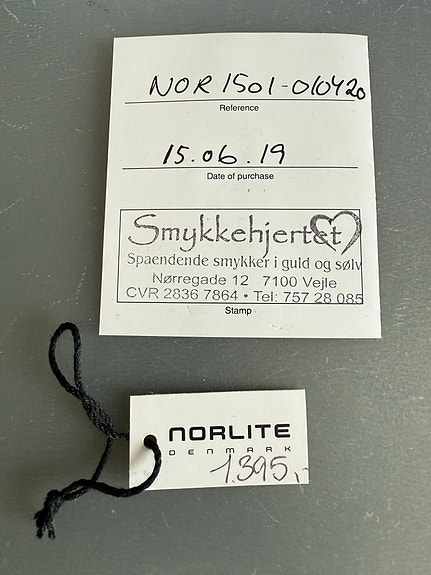 NOR 1501-010420
Reference
15.06.19
Date of purchase
Smykkehjertet
Spaendende smykker i guld og sølv
Nørregade 12 7100 Vejle
CVR 2836 7864 • Tel: 757 28 085
Stamp
NORLITE
DENMARK
1.395,-